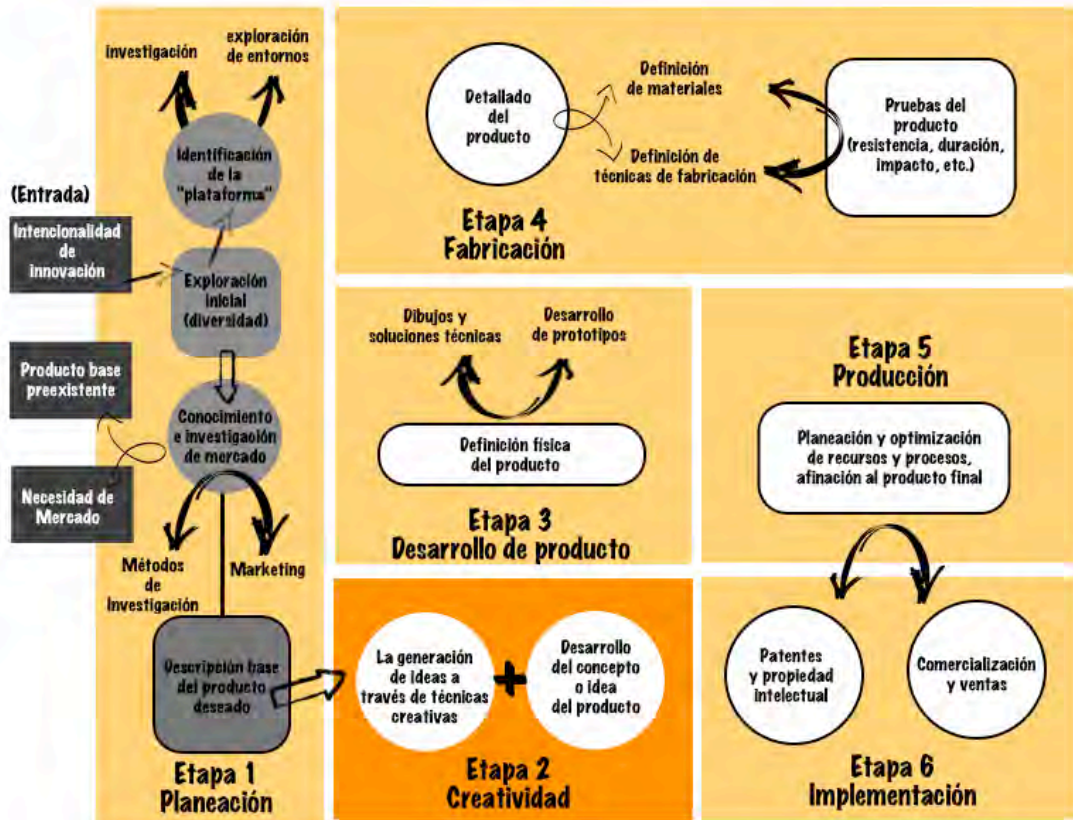 (Entrada)
Intencionalidad
de
innovación
Producto base
preexistente
Necesidad de
Mercado
investigación
exploración
de entornos
Identificación
de la
"plataforma"
Exploración
inicial
(diversidad)
Conocimiento
e investigación
de mercado
Métodos
de
Investigación
Marketing
Descripción base
del producto
deseado
Etapa 1
Planeación
La generación
de ideas a
través de técnicas
creativas
+
Desarrollo
del concepto
o idea
del producto
Etapa 2
Creatividad
Dibujos y
soluciones técnicas
Desarrollo
de prototipos
Definición física
del producto
Etapa 3
Desarrollo de producto
Detallado
del
producto
Definición
de materiales
Definición de
técnicas de fabricación
Pruebas del
producto
(resistencia, duración,
impacto, etc.)
Etapa 4
Fabricación
Etapa 5
Producción
Planeación y optimización
de recursos y procesos,
afinación al producto final
Patentes
y propiedad
intelectual
Comercialización
y ventas
Etapa 6
Implementación